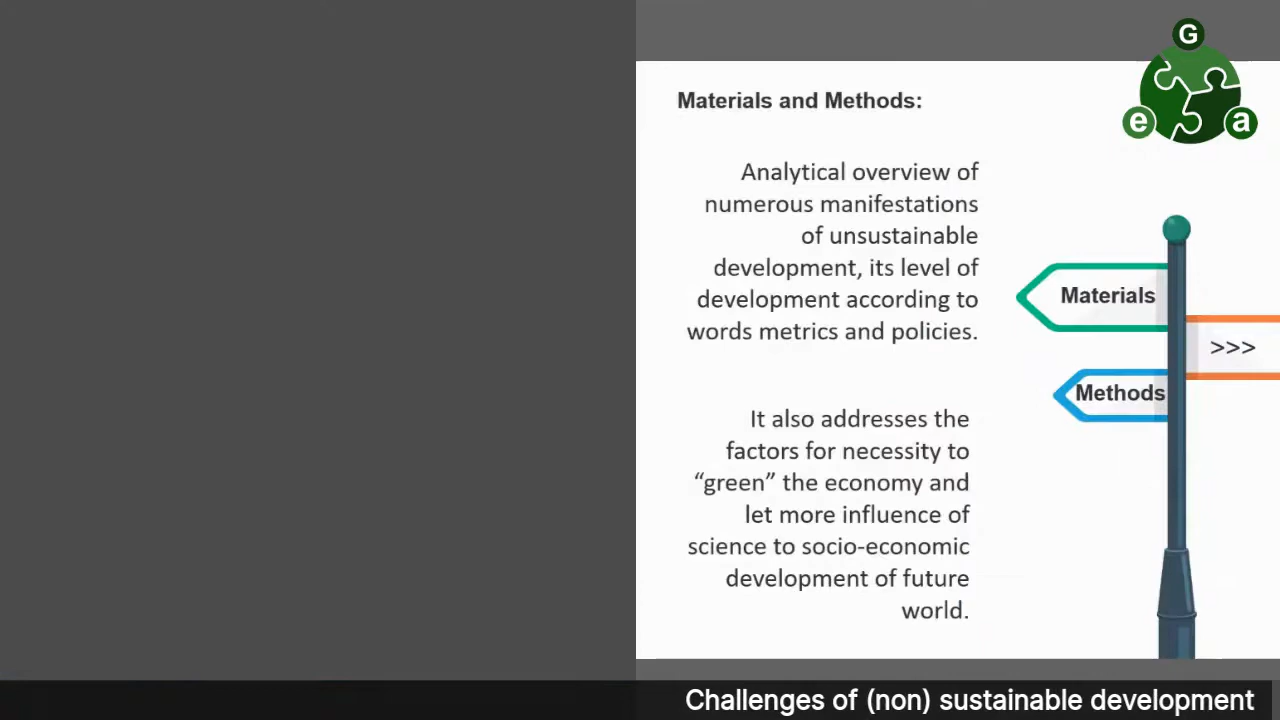 G
e
a
Materials and Methods:
Analytical overview of
numerous manifestations
of unsustainable
development, its level of
development according to
words metrics and policies.
It also addresses the
factors for necessity to
“green” the economy and
let more influence of
science to socio-economic
development of future
world.
Materials
>>>
Methods
Challenges of (non) sustainable development